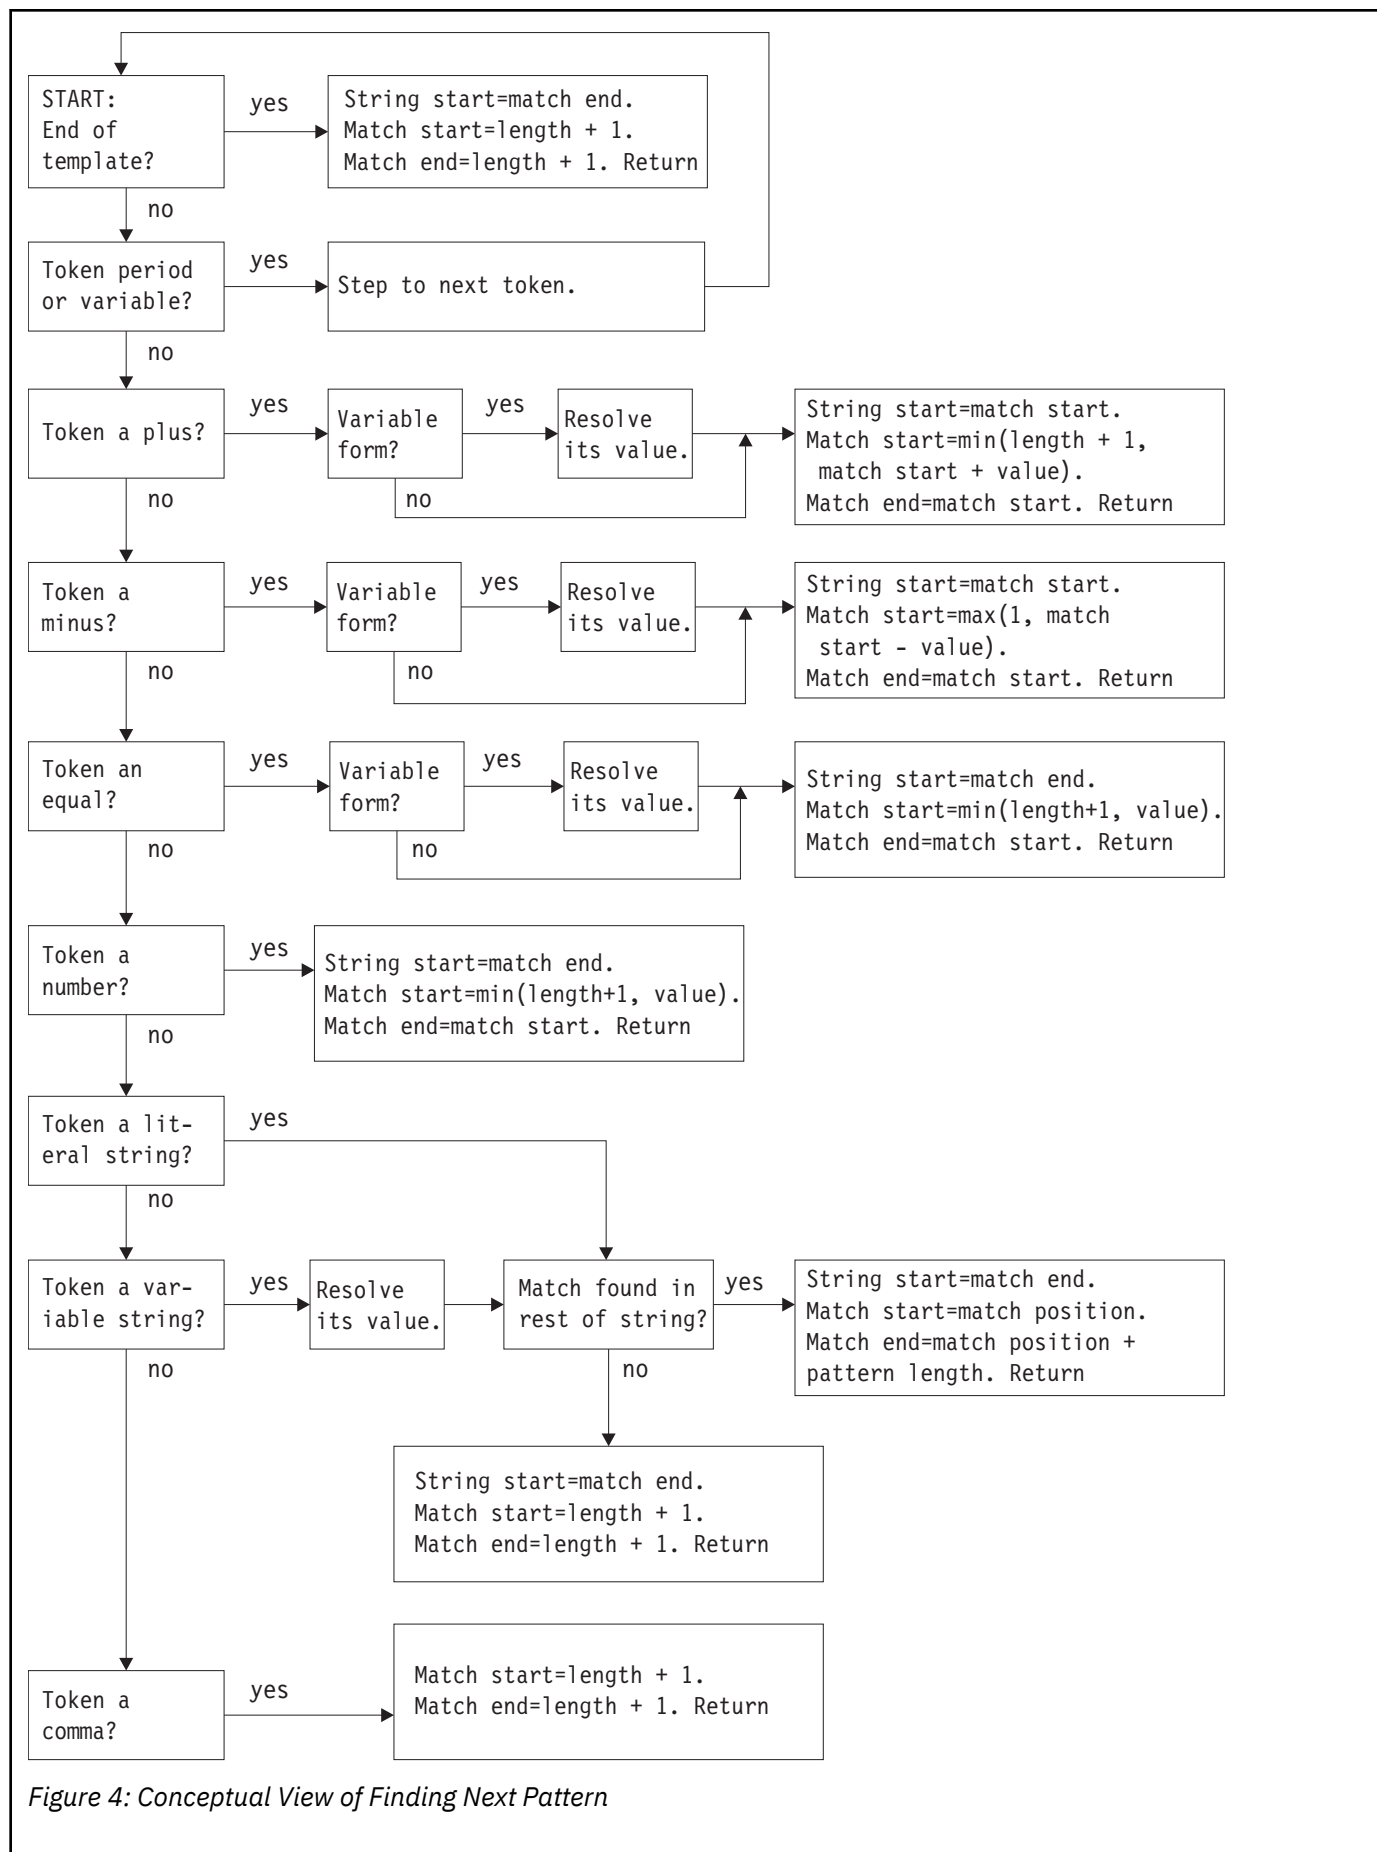 START:
End of
template?
yes
String start=match end.
Match start=length + 1.
Match end=length + 1. Return
no
Token period
or variable?
yes
Step to next token.
no
Token a plus?
yes
Variable
form?
yes
Resolve
its value.
String start=match start.
Match start=min(length + 1,
match start + value).
Match end=match start. Return
no
no
Token a
minus?
yes
Variable
form?
yes
Resolve
its value.
String start=match start.
Match start=max(1, match
start - value).
Match end=match start. Return
no
no
Token an
equal?
yes
Variable
form?
yes
Resolve
its value.
String start=match end.
Match start=min(length+1, value).
Match end=match start. Return
no
no
Token a
number?
yes
String start=match end.
Match start=min(length+1, value).
Match end=match start. Return
no
Token a lit-
eral string?
yes
no
Token a var-
iable string?
yes
Resolve
its value.
Match found in
rest of string?
yes
String start=match end.
Match start=match position.
Match end=match position +
pattern length. Return
no
no
String start=match end.
Match start=length + 1.
Match end=length + 1. Return
Token a
comma?
yes
Match start=length + 1.
Match end=length + 1. Return
Figure 4: Conceptual View of Finding Next Pattern